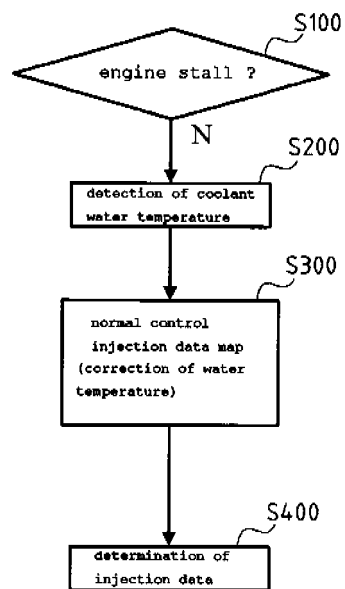 S100
engine stall ?
N
S200
detection of coolant
water temperature
S300
normal control
injection data map
(correction of water
temperature)
S400
determination of
injection data